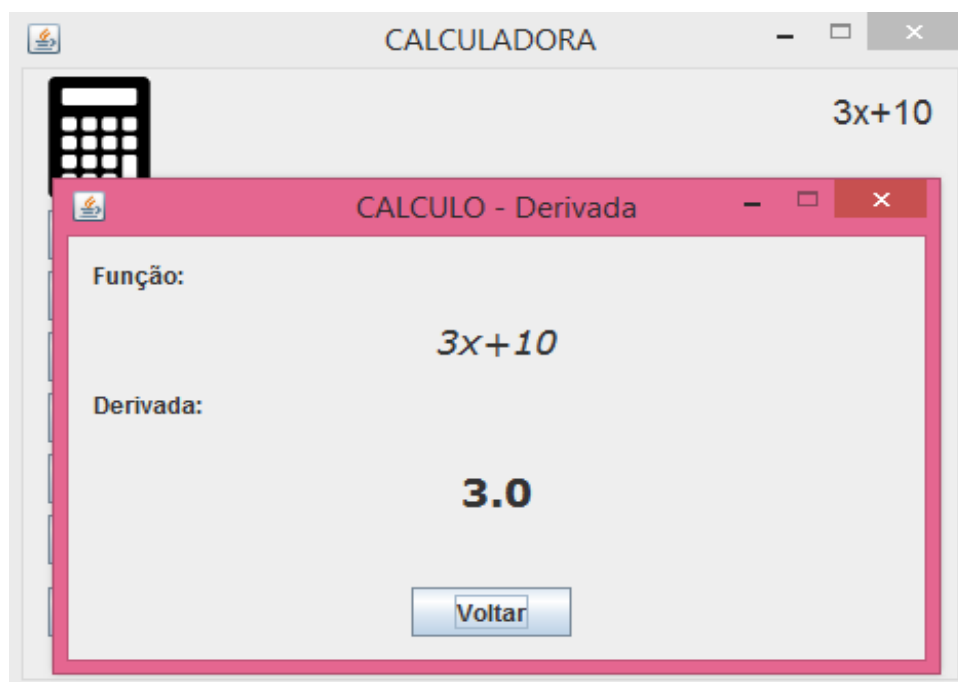 CALCULADORA
3x+10
CALCULO - Derivada
Função:
3x+10
Derivada:
3.0
Voltar